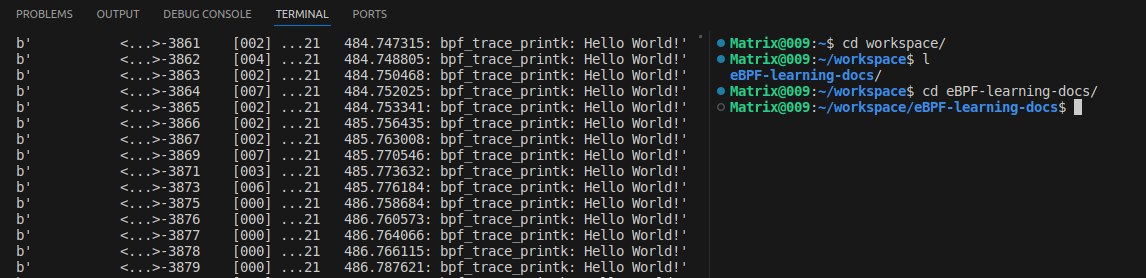 PROBLEMS OUTPUT DEBUG CONSOLE TERMINAL PORTS
b' <...>-3861 [002] ...21 484.747315: bpf_trace_printk: Hello World!'
b' <...>-3862 [004] ...21 484.748805: bpf_trace_printk: Hello World!'
b' <...>-3863 [002] ...21 484.750468: bpf_trace_printk: Hello World!'
b' <...>-3864 [007] ...21 484.752025: bpf_trace_printk: Hello World!'
b' <...>-3865 [002] ...21 484.753341: bpf_trace_printk: Hello World!'
b' <...>-3866 [002] ...21 485.756435: bpf_trace_printk: Hello World!'
b' <...>-3867 [002] ...21 485.763008: bpf_trace_printk: Hello World!'
b' <...>-3869 [007] ...21 485.770546: bpf_trace_printk: Hello World!'
b' <...>-3871 [003] ...21 485.773632: bpf_trace_printk: Hello World!'
b' <...>-3873 [006] ...21 485.776184: bpf_trace_printk: Hello World!'
b' <...>-3875 [000] ...21 486.758684: bpf_trace_printk: Hello World!'
b' <...>-3876 [000] ...21 486.760573: bpf_trace_printk: Hello World!'
b' <...>-3877 [000] ...21 486.764066: bpf_trace_printk: Hello World!'
b' <...>-3878 [000] ...21 486.766115: bpf_trace_printk: Hello World!'
b' <...>-3879 [000] ...21 486.787621: bpf_trace_printk: Hello World!'
Matrix@009:~$ cd workspace/
Matrix@009:~/workspace$ l
eBPF-learning-docs/
Matrix@009:~/workspace$ cd eBPF-learning-docs/
Matrix@009:~/workspace/eBPF-learning-docs$